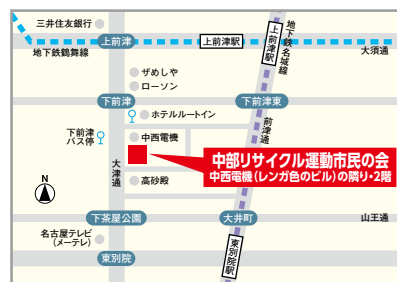 三井住友銀行
上前津
上前津駅
地下鉄鶴舞線
大須通
上前津駅
地下鉄名城線
ざめしや
ローソン
下前津
下前津東
ホテルルートイン
前津通
下前津
バス停
中西電機
中部リサイクル運動市民の会
中西電機(レンガ色のビル)の隣り・2階
大津通
高砂殿
N
下茶屋公園
大井町
山王通
名古屋テレビ
(メーテレ)
東別院
東別院駅